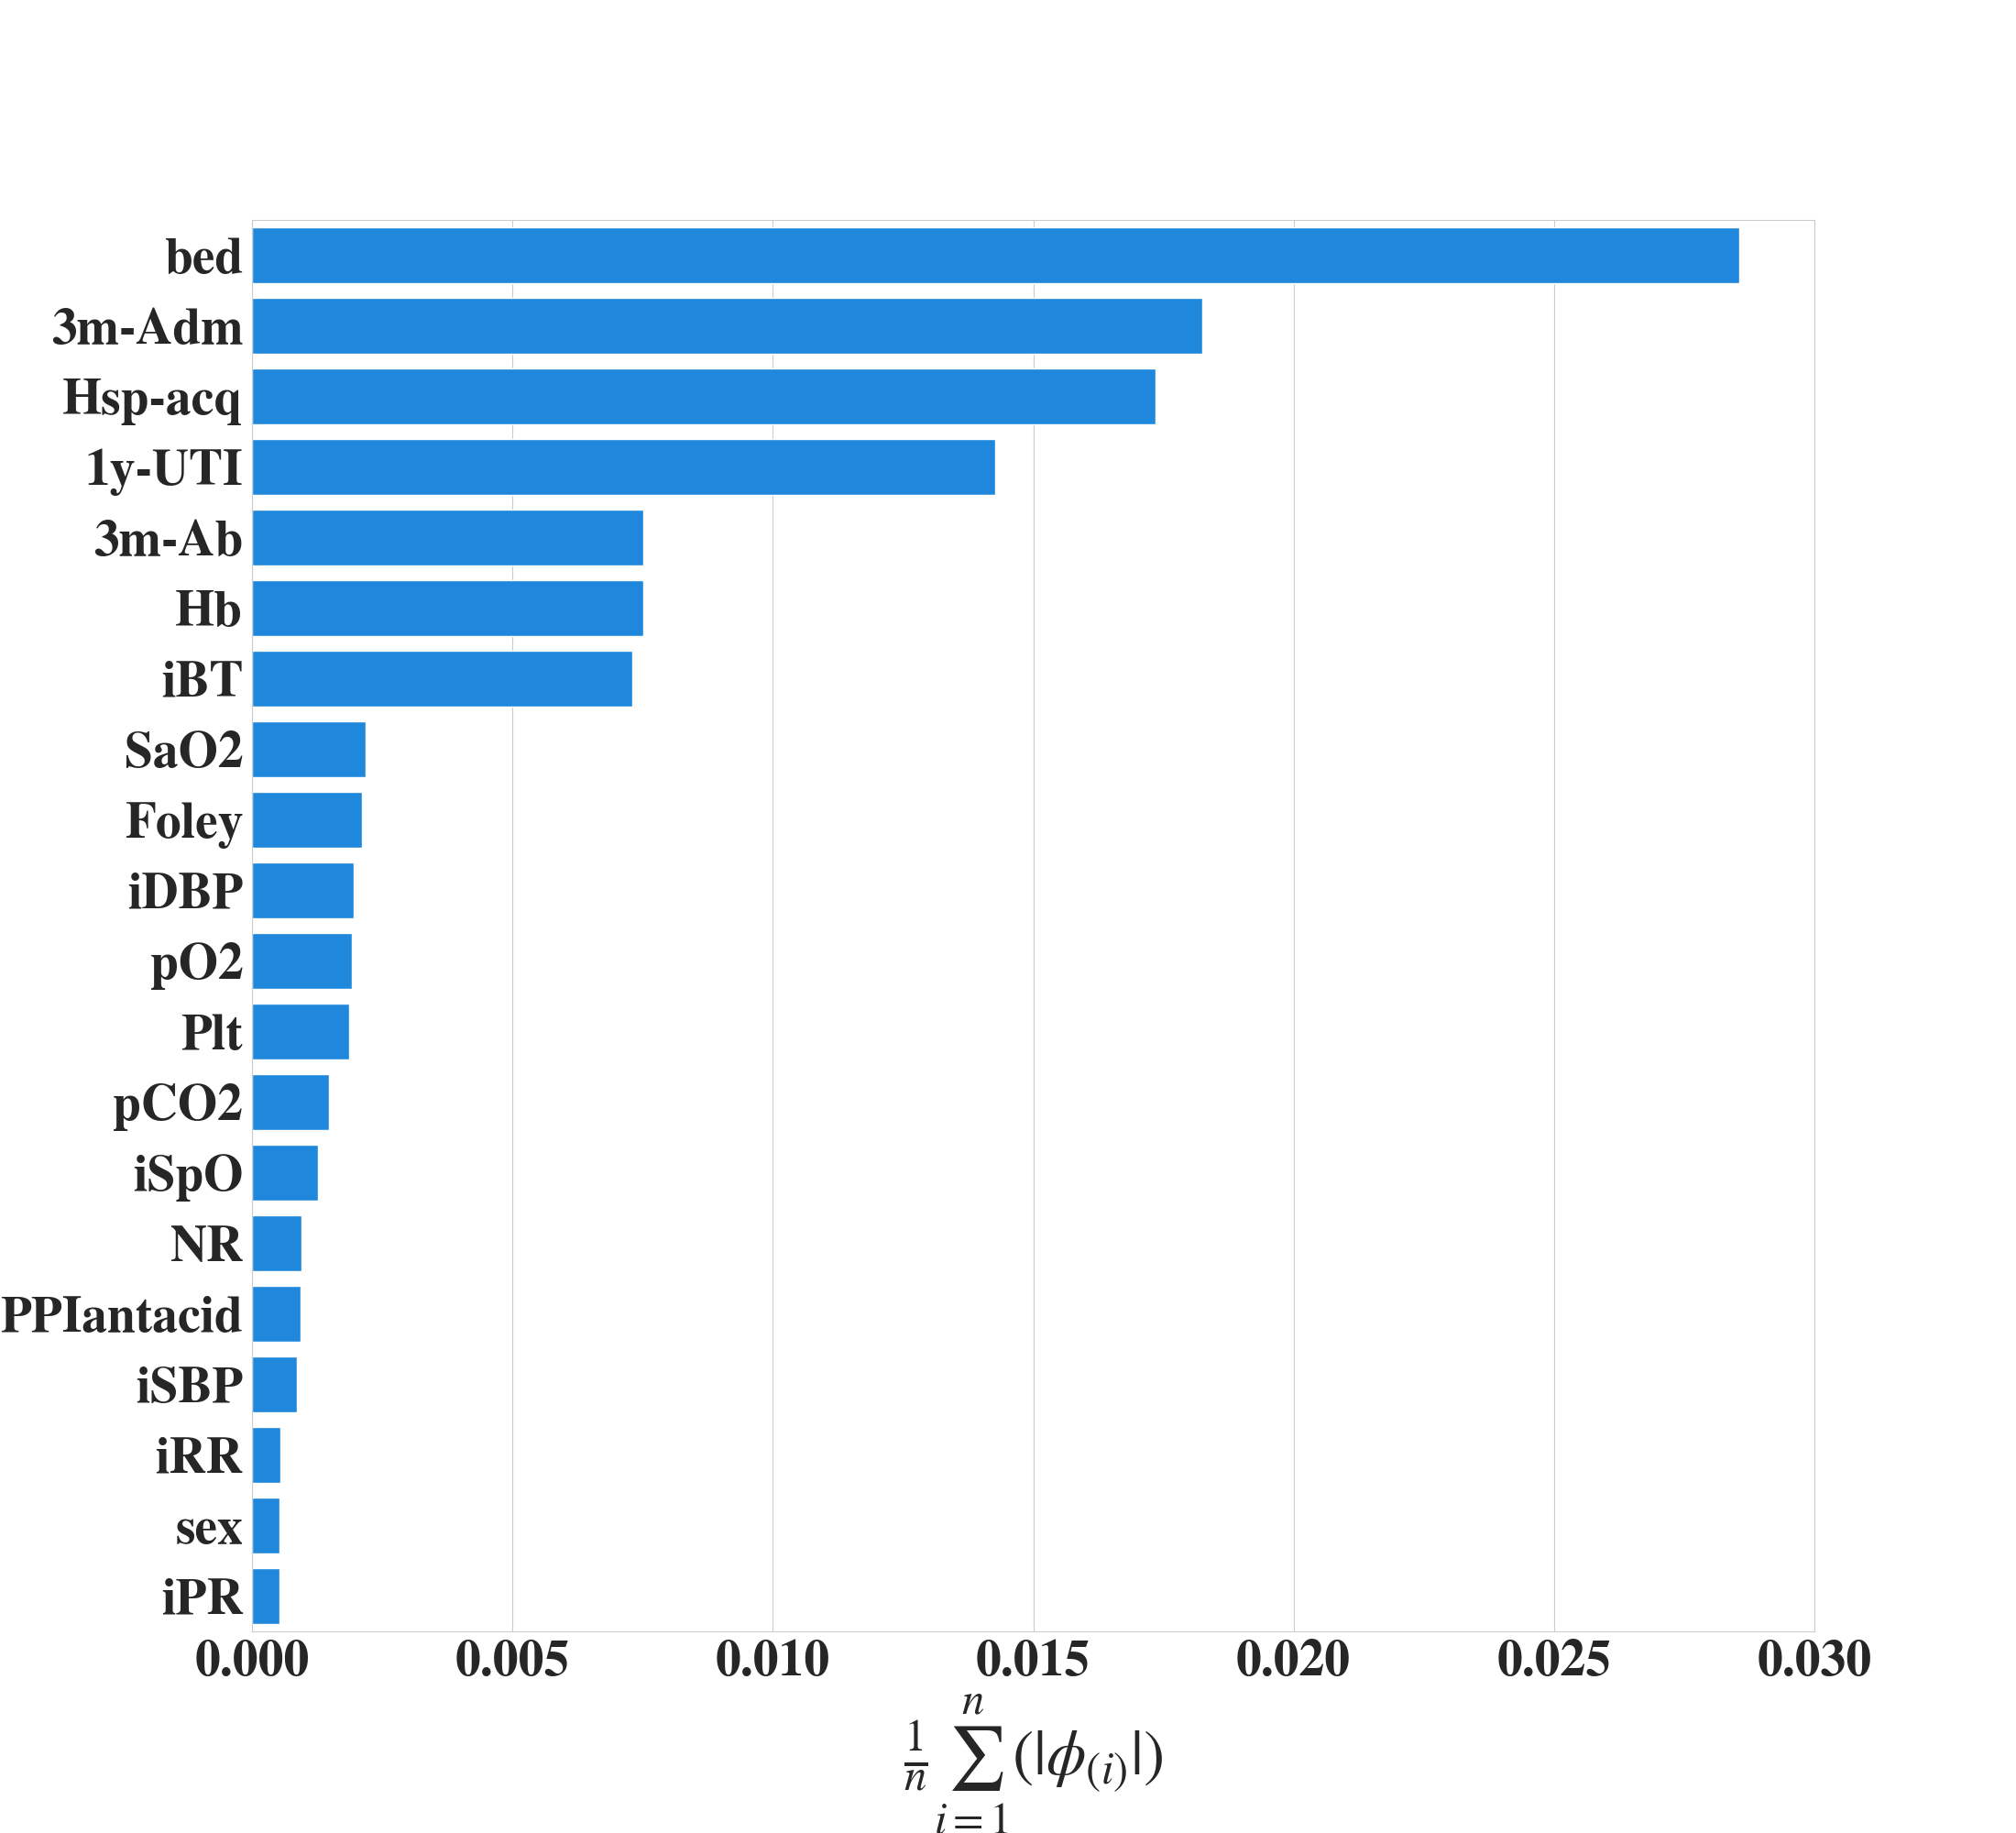 bed
3m-Adm
Hsp-acq
1y-UTI
3m-Ab
Hb
iBT
SaO2
Foley
iDBP
pO2
Plt
pCO2
iSpO
NR
PPIantacid
iSBP
iRR
sex
iPR
0.000 0.005 0.010 0.015 0.020 0.025 0.030
n
1/n ∑ (|ϕ(i)|)
i = 1